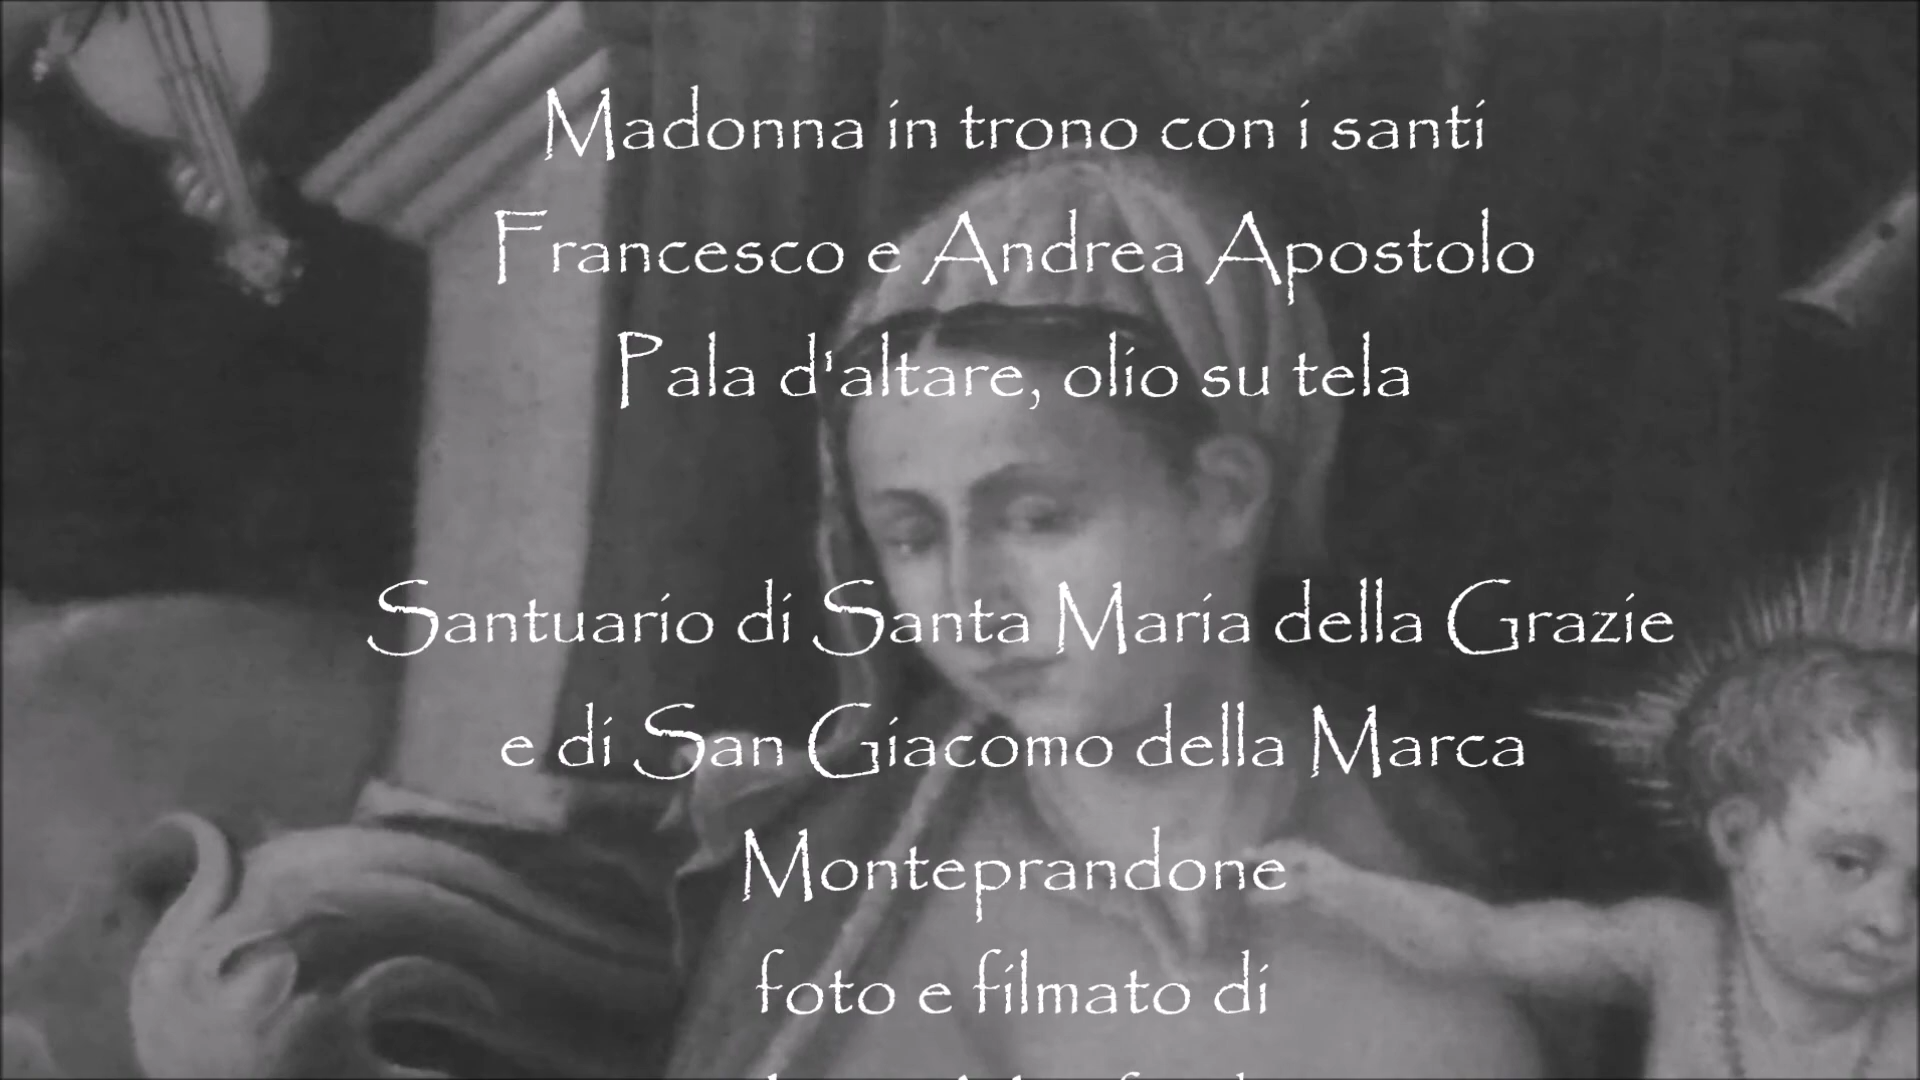 Madonna in trono con i santi
Francesco e Andrea Apostolo
Pala d'altare, olio su tela
Santuario di Santa Maria della Grazie
e di San Giacomo della Marca
Monteprandone
foto e filmato di